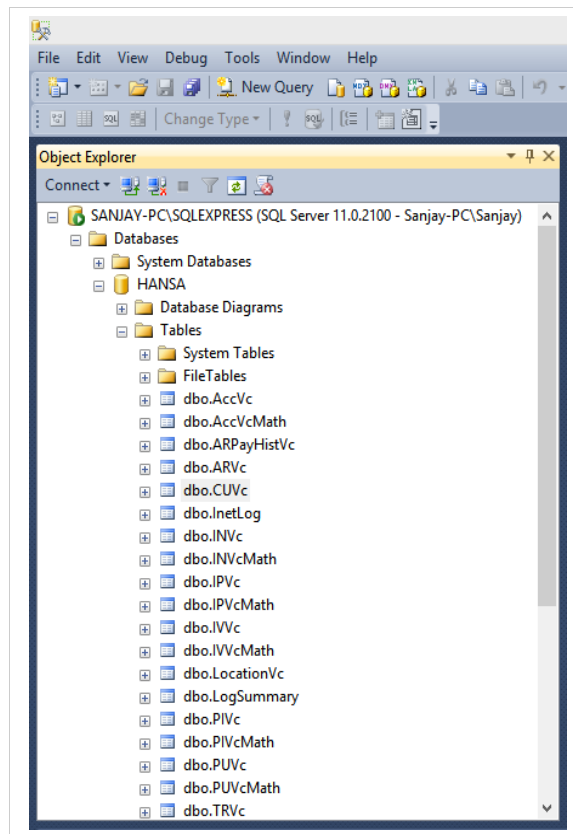 File Edit View Debug Tools Window Help
New Query
Change Type
Object Explorer
Connect
SANJAY-PC\SQLEXPRESS (SQL Server 11.0.2100 - Sanjay-PC\Sanjay)
Databases
System Databases
HANSA
Database Diagrams
Tables
System Tables
FileTables
dbo.AccVc
dbo.AccVcMath
dbo.ARPayHistVc
dbo.ARVc
dbo.CUVc
dbo.InetLog
dbo.INVc
dbo.INVcMath
dbo.IPVc
dbo.IPVcMath
dbo.IVVc
dbo.IVVcMath
dbo.LocationVc
dbo.LogSummary
dbo.PIVc
dbo.PIVcMath
dbo.PUVc
dbo.PUVcMath
dbo.TRVc